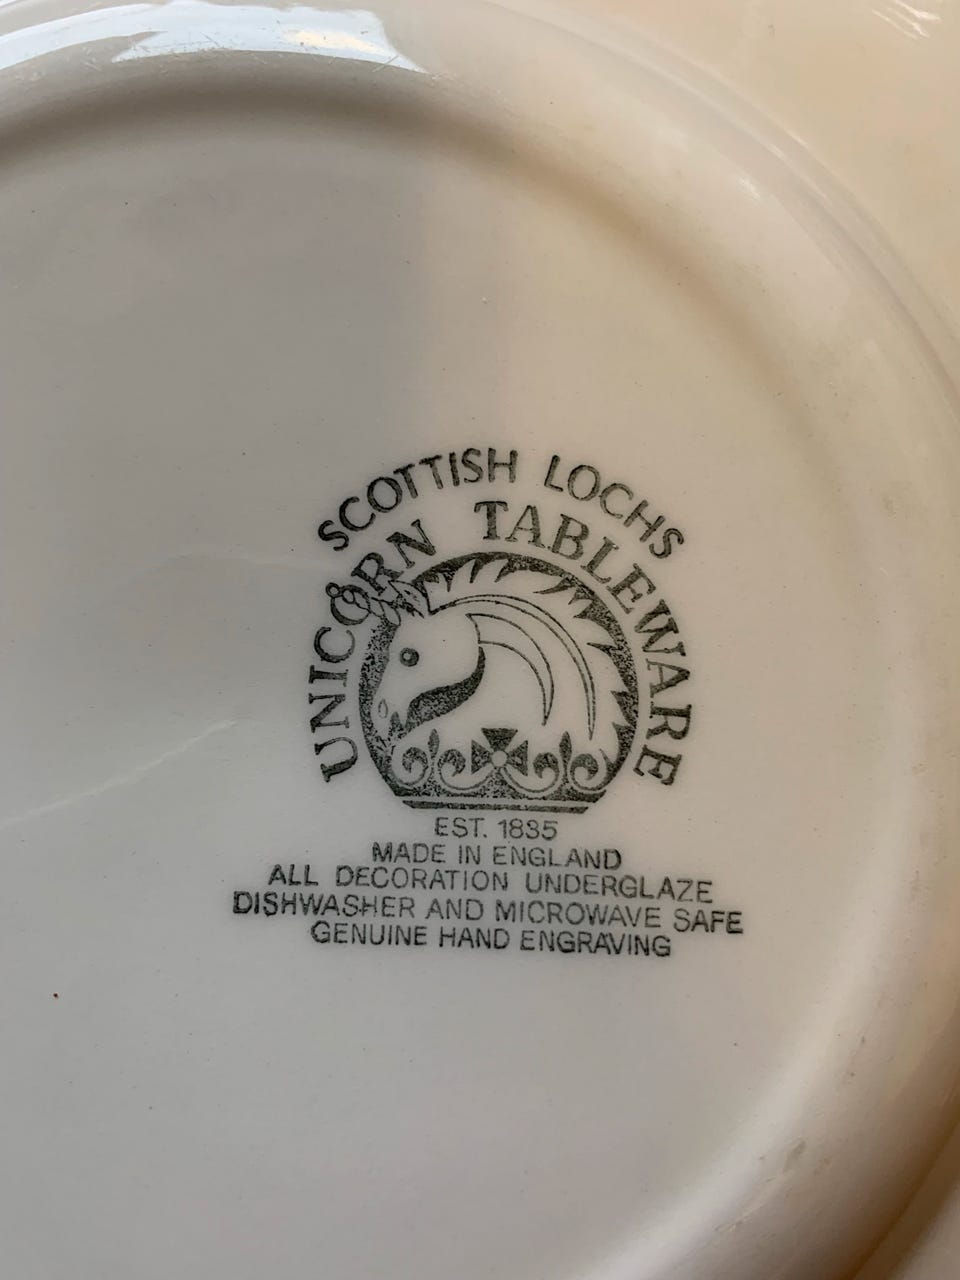 SCOTTISH LOCHS
UNICORN TABLEWARE
EST. 1835
MADE IN ENGLAND
ALL DECORATION UNDERGLAZE
DISHWASHER AND MICROWAVE SAFE
GENUINE HAND ENGRAVING